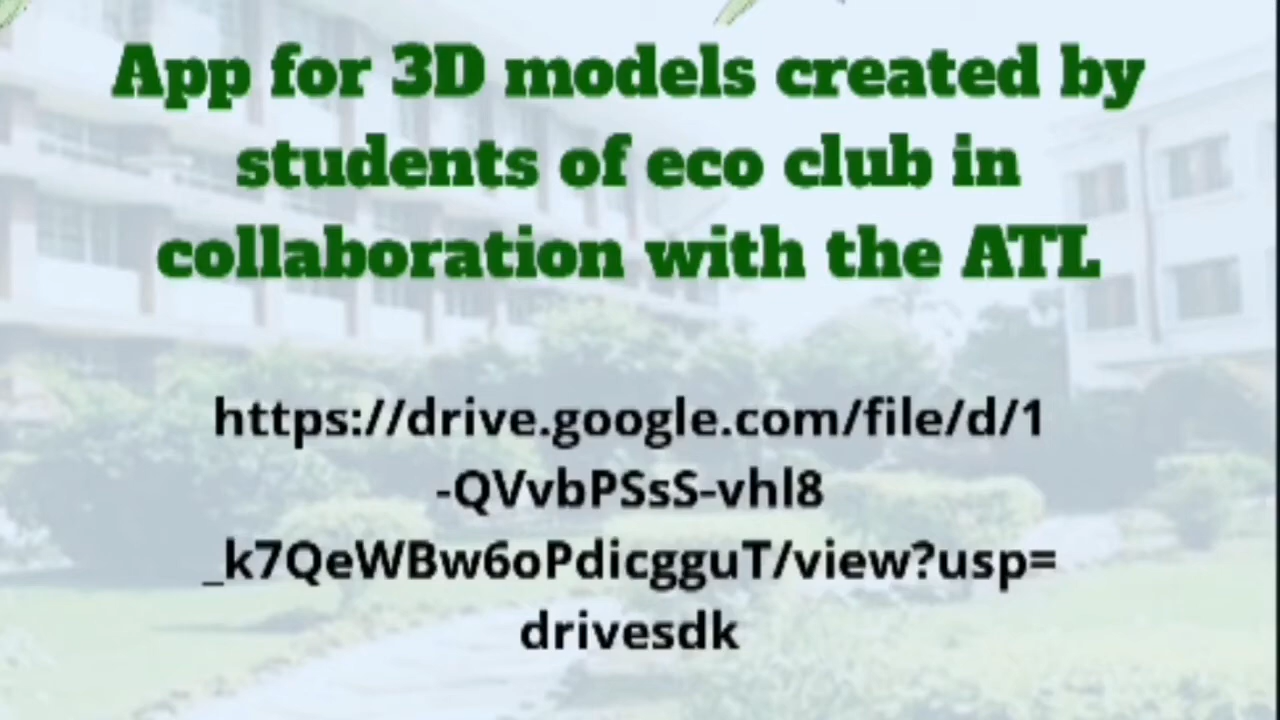 App for 3D models created by
students of eco club in
collaboration with the ATL
https://drive.google.com/file/d/1
-QVvbPSsS-vhl8
_k7QeWBw6oPdicgguT/view?usp=
drivesdk